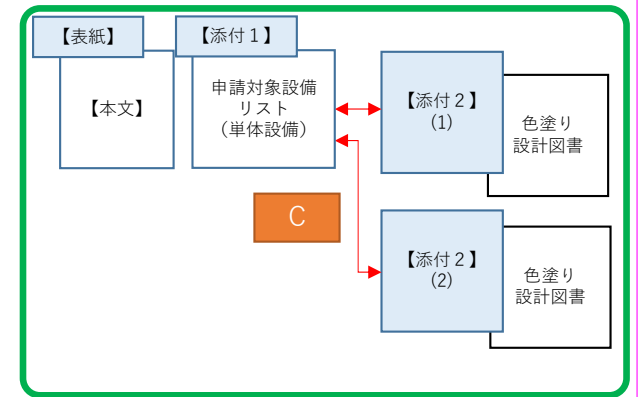 【表紙】
【本文】
【添付１】
申請対象設備
リスト
（単体設備）
C
【添付２】
(1)
色塗り
設計図書
【添付２】
(2)
色塗り
設計図書